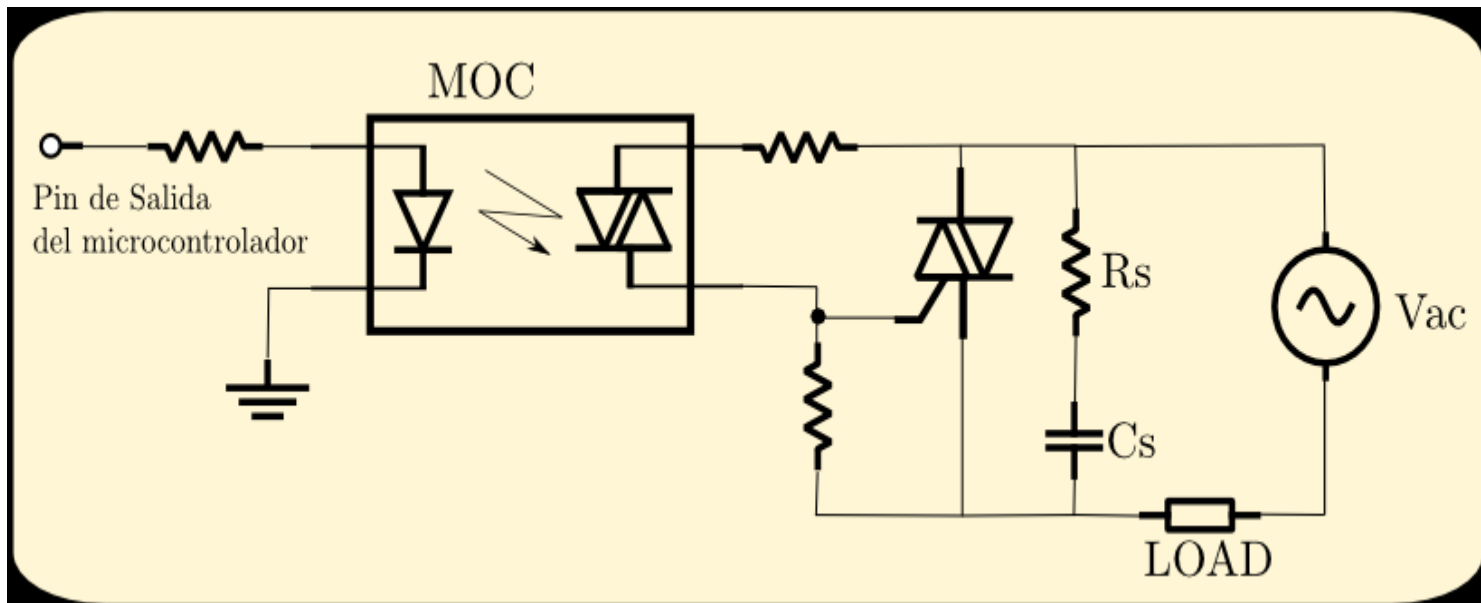 MOC
Pin de Salida
del microcontrolador
Rs
Vac
Cs
LOAD